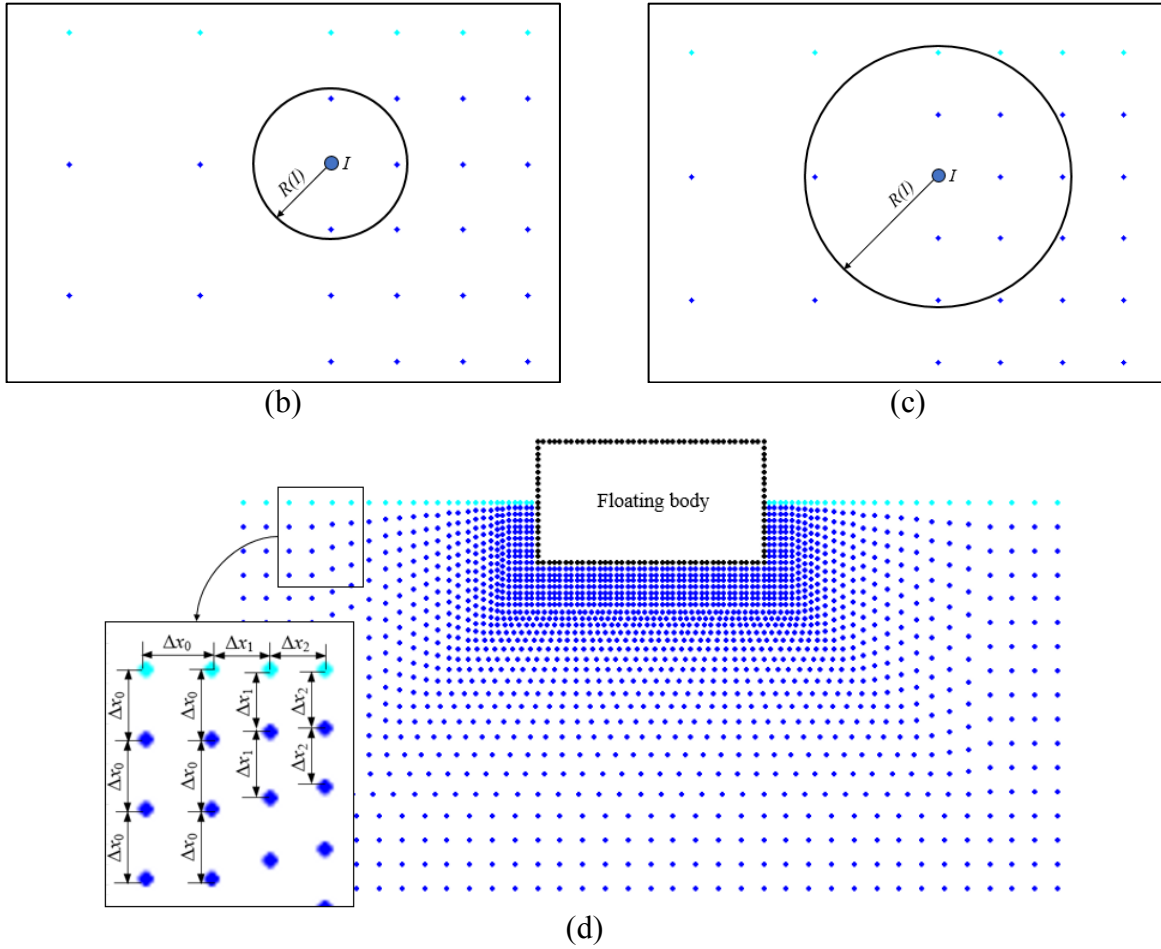 I
R(I)
I
R(I)
(b)
(c)
Floating body
Δx₀ Δx₁ Δx₂
Δx₀ Δx₀ Δx₁ Δx₂
Δx₀ Δx₀ Δx₁ Δx₂
Δx₀ Δx₀
(d)